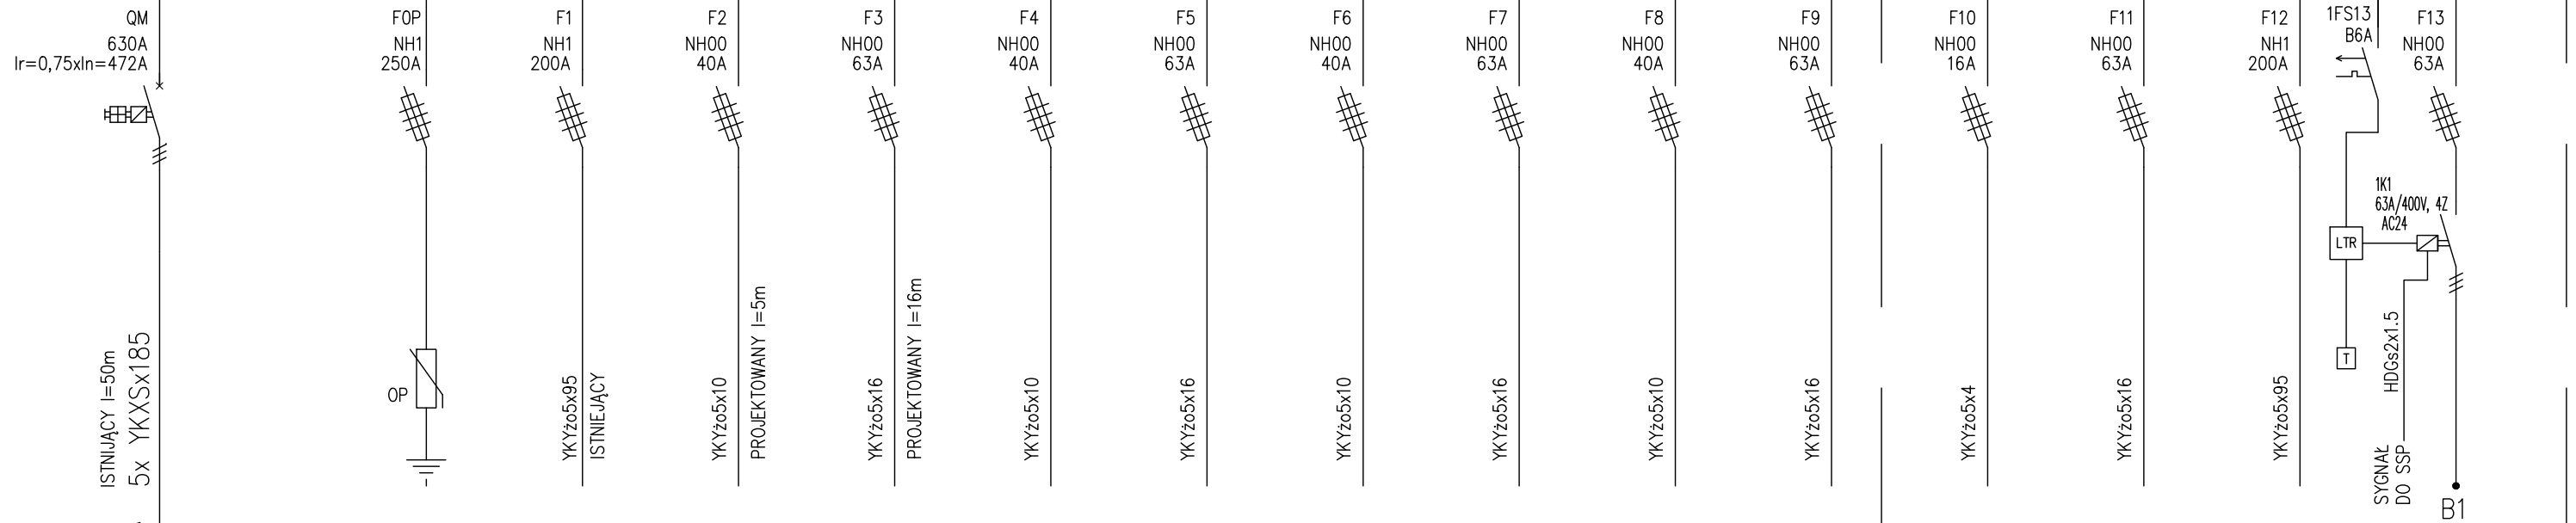 QM
630A
Ir=0,75xIn=472A
ISTNIJĄCY l=50m
5x YKXSx185
F0P
NH1
250A
OP
F1
NH1
200A
YKYżo5x95
ISTNIEJĄCY
F2
NH00
40A
YKYżo5x10
PROJEKTOWANY l=5m
F3
NH00
63A
YKYżo5x16
PROJEKTOWANY l=16m
F4
NH00
40A
YKYżo5x10
F5
NH00
63A
YKYżo5x16
F6
NH00
40A
YKYżo5x10
F7
NH00
63A
YKYżo5x16
F8
NH00
40A
YKYżo5x10
F9
NH00
63A
YKYżo5x16
F10
NH00
16A
YKYżo5x4
F11
NH00
63A
YKYżo5x16
F12
NH1
200A
YKYżo5x95
1FS13
B6A
LTR
T
F13
NH00
63A
1K1
63A/400V, 4Z
AC24
HDGs2x1.5
SYGNAŁ
DO SSP
B1